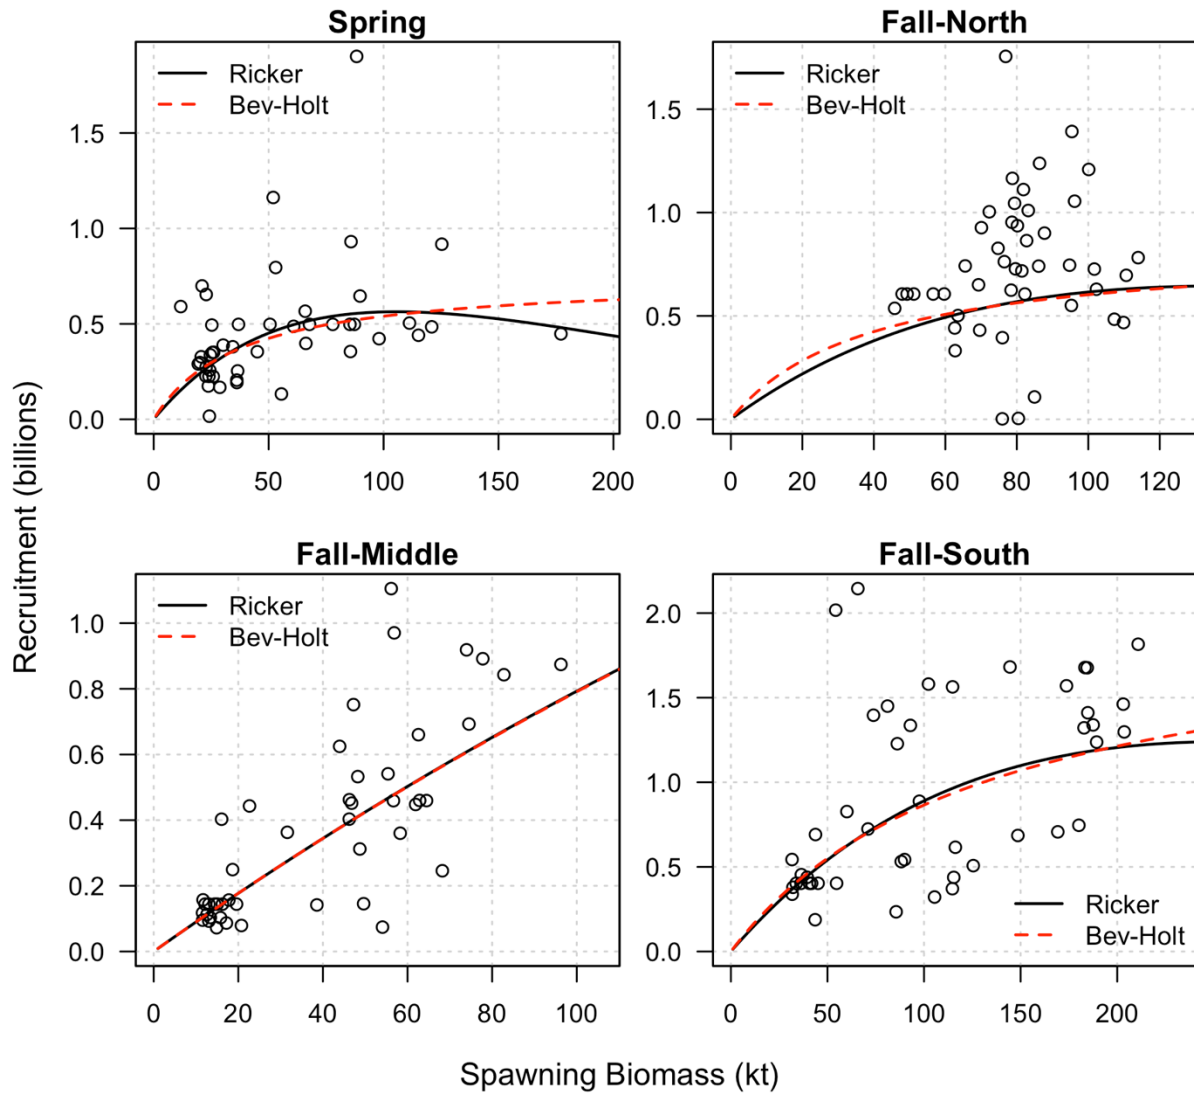 Spring
Ricker
Bev-Holt
1.5
1.0
0.5
0.0
0 50 100 150 200
Fall-North
Ricker
Bev-Holt
1.5
1.0
0.5
0.0
0 20 40 60 80 100 120
Fall-Middle
Ricker
Bev-Holt
1.0
0.8
0.6
0.4
0.2
0.0
0 20 40 60 80 100
Fall-South
2.0
1.5
1.0
0.5
0.0
Ricker
Bev-Holt
0 50 100 150 200
Recruitment (billions)
Spawning Biomass (kt)